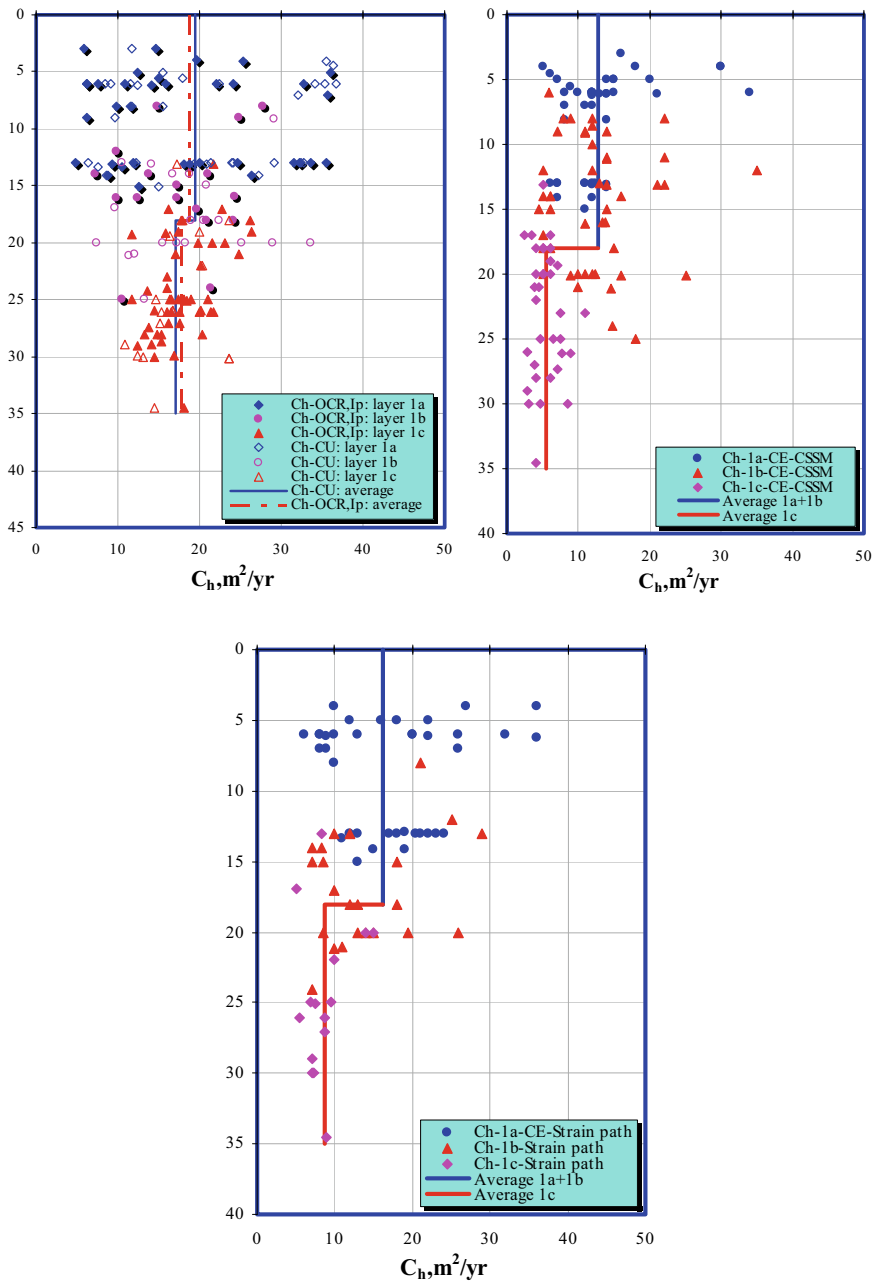 0
5
10
15
20
25
30
35
40
45
0 10 20 30 40 50
Ch-OCR,Ip: layer 1a
Ch-OCR,Ip: layer 1b
Ch-OCR,Ip: layer 1c
Ch-CU: layer 1a
Ch-CU: layer 1b
Ch-CU: layer 1c
Ch-CU: average
Ch-OCR,Ip: average
C_h,m²/yr
0
5
10
15
20
25
30
35
40
0 10 20 30 40 50
Ch-1a-CE-CSSM
Ch-1b-CE-CSSM
Ch-1c-CE-CSSM
Average 1a+1b
Average 1c
C_h,m²/yr
0
5
10
15
20
25
30
35
40
0 10 20 30 40 50
Ch-1a-CE-Strain path
Ch-1b-Strain path
Ch-1c-Strain path
Average 1a+1b
Average 1c
C_h,m²/yr